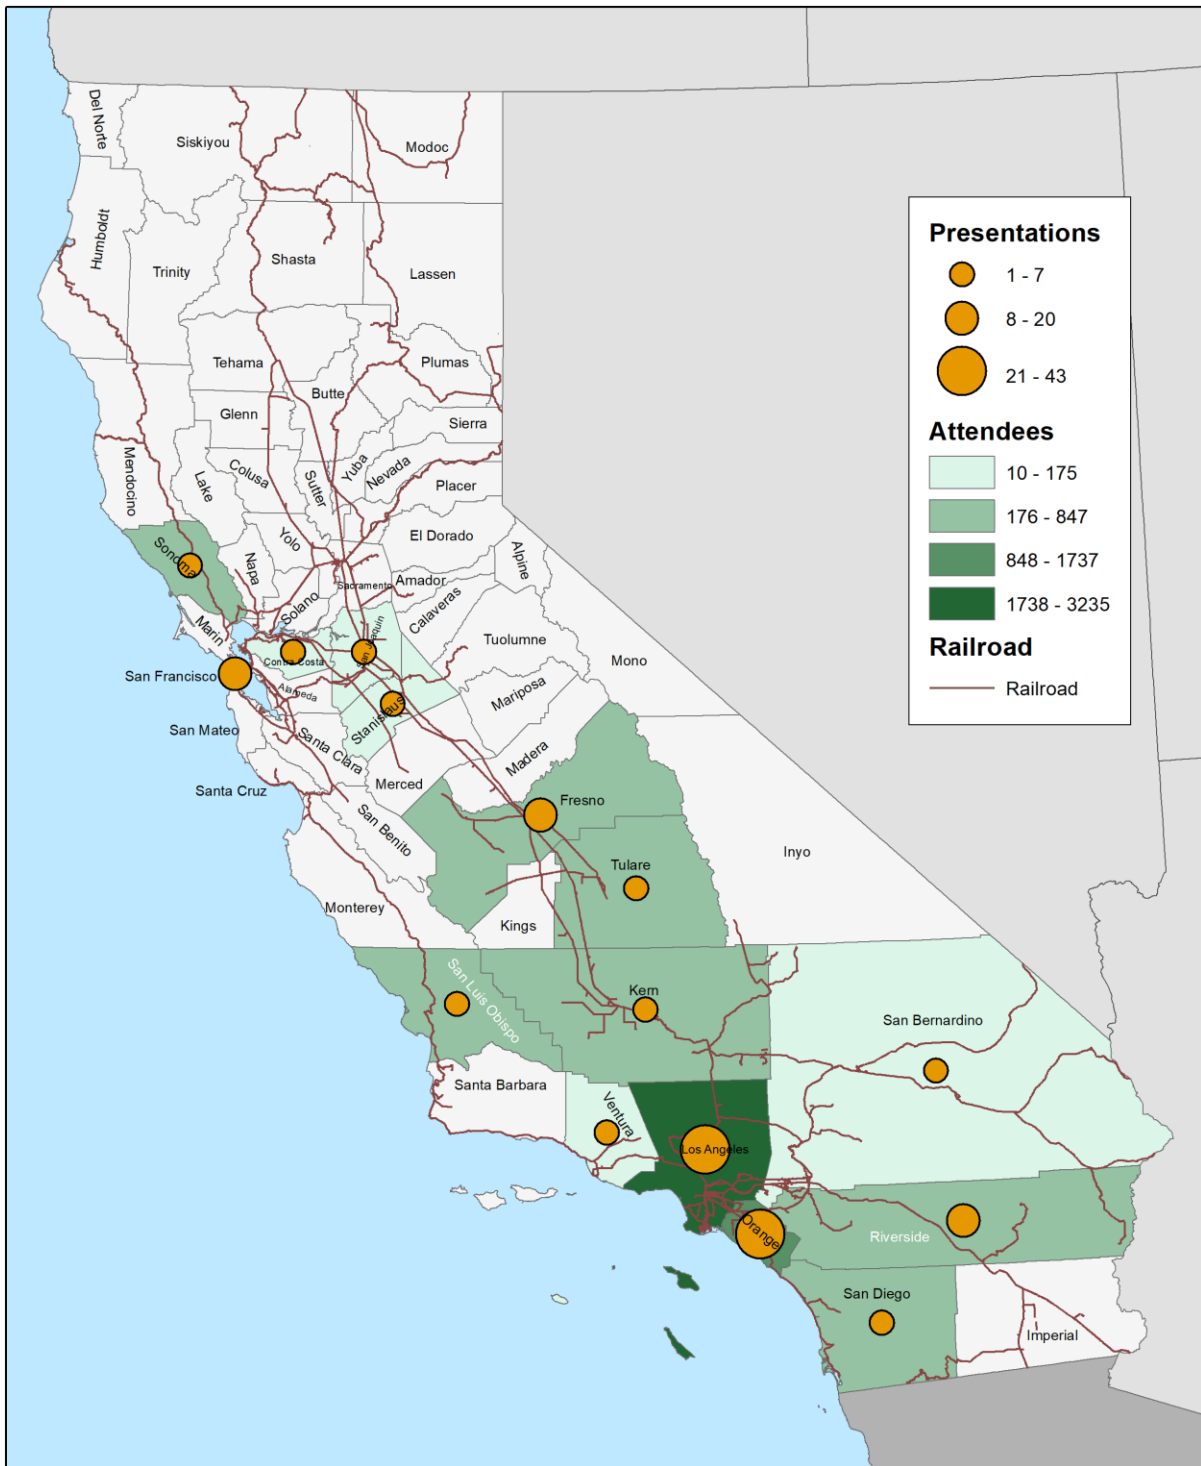 Del Norte
Siskiyou
Modoc
Humboldt
Trinity
Shasta
Lassen
Presentations
1 - 7
8 - 20
21 - 43
Attendees
10 - 175
176 - 847
848 - 1737
1738 - 3235
Railroad
Railroad
Tehama
Plumas
Butte
Glenn
Sierra
Mendocino
Lake
Colusa
Sutter
Yuba
Nevada
Placer
El Dorado
Yolo
Alpine
Sonoma
Napa
Sacramento
Amador
Solano
Calaveras
Marin
San Joaquin
Tuolumne
Contra Costa
Mono
San Francisco
Alameda
Mariposa
Stanislaus
San Mateo
Santa Clara
Madera
Merced
Santa Cruz
San Benito
Fresno
Inyo
Tulare
Monterey
Kings
San Luis Obispo
Kern
San Bernardino
Santa Barbara
Ventura
Los Angeles
Orange
Riverside
San Diego
Imperial